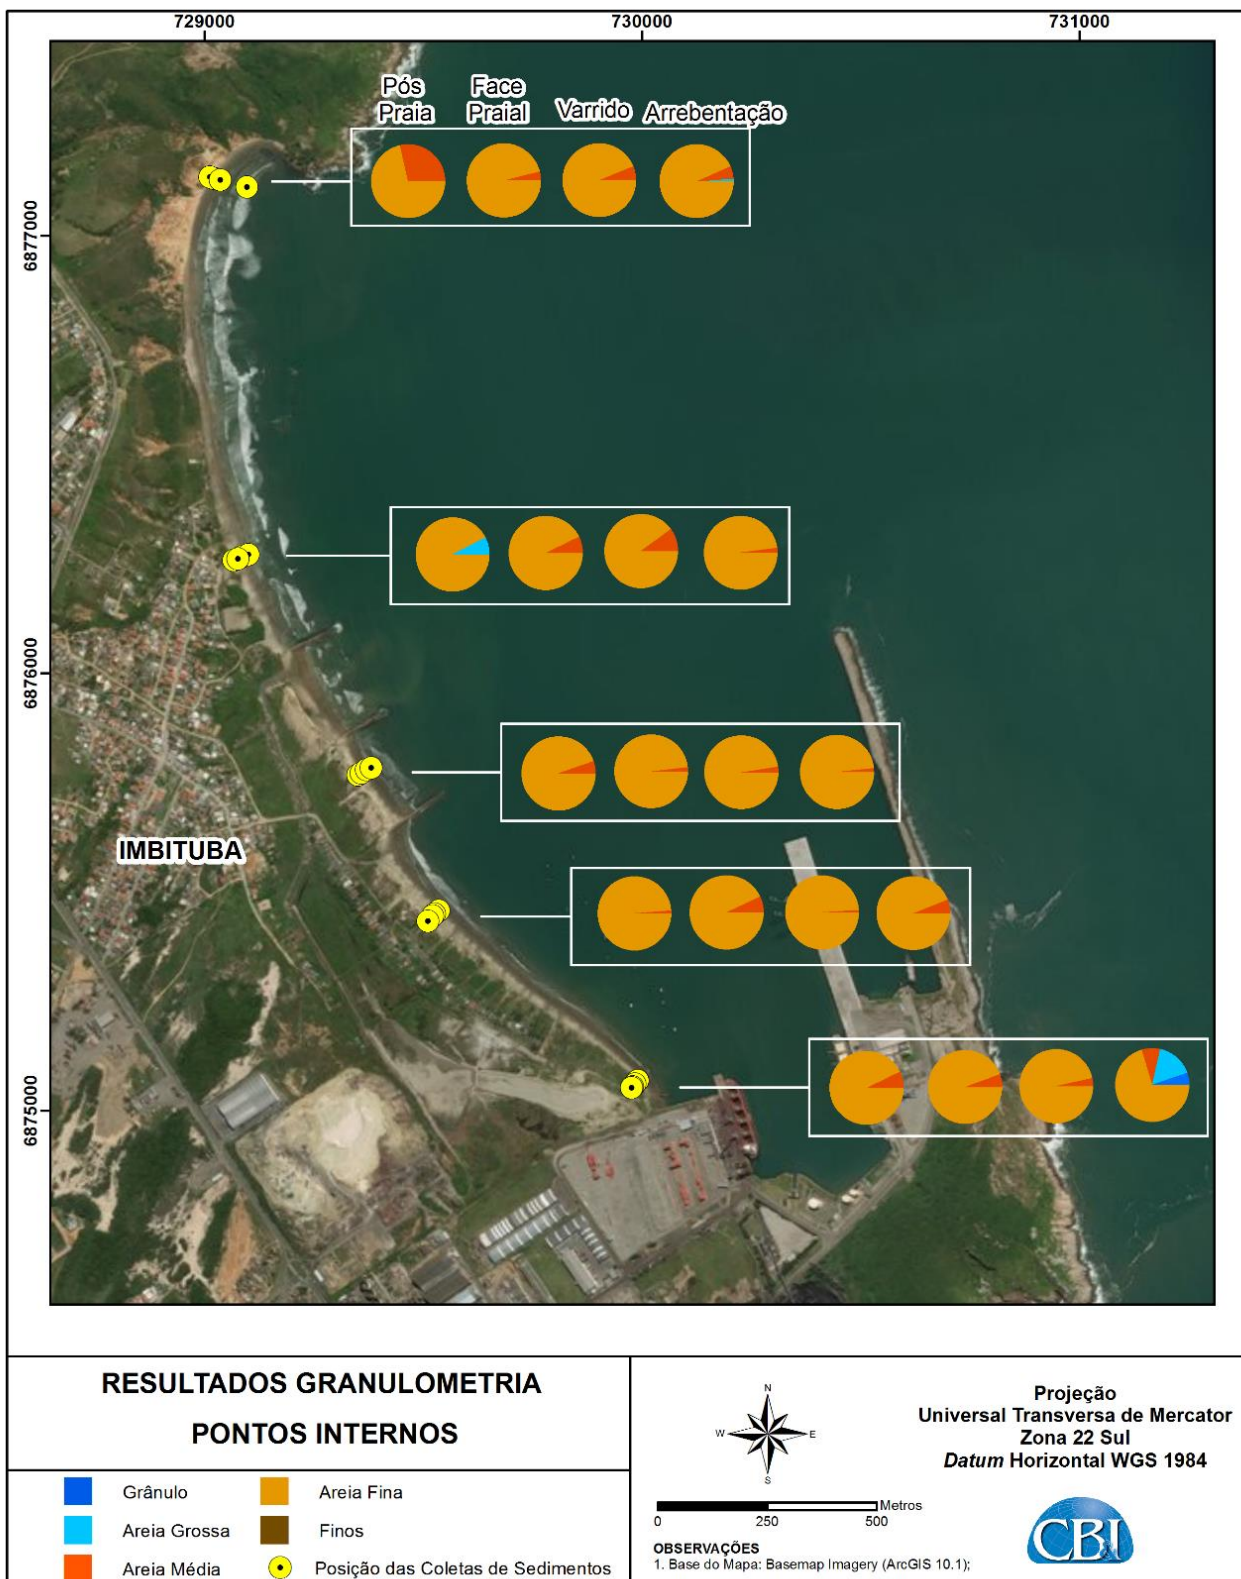 729000
730000
731000
Pós
Praia
Face
Praial
Varrido
Arrebentação
6877000
6876000
IMBITUBA
6875000
RESULTADOS GRANULOMETRIA
PONTOS INTERNOS
Grânulo
Areia Fina
Areia Grossa
Finos
Areia Média
Posição das Coletas de Sedimentos
N
W
E
S
Metros
0
250
500
OBSERVAÇÕES
1. Base do Mapa: Basemap Imagery (ArcGIS 10.1);
Projeção
Universal Transversa de Mercator
Zona 22 Sul
Datum Horizontal WGS 1984
CB&I